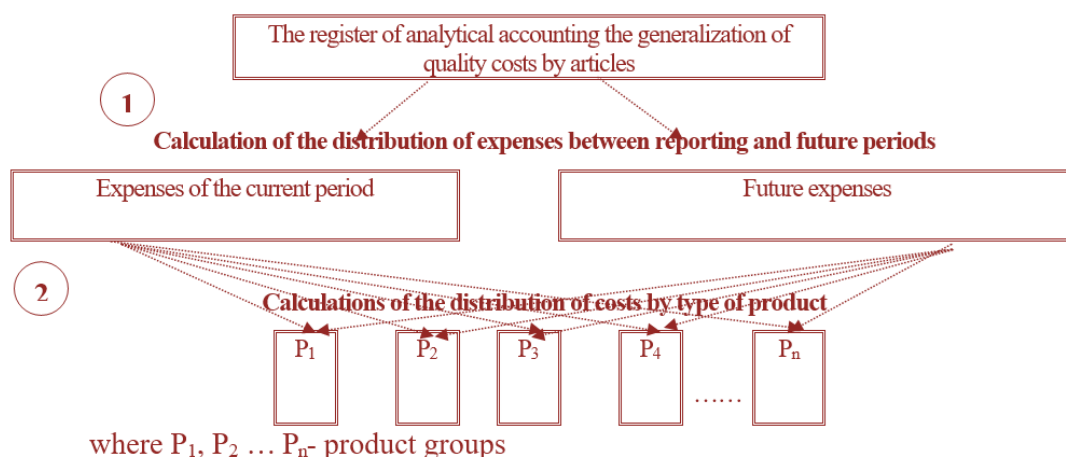 The register of analytical accounting the generalization of
quality costs by articles
1
Calculation of the distribution of expenses between reporting and future periods
Expenses of the current period
Future expenses
2
Calculations of the distribution of costs by type of product
P₁
P₂
P₃
P₄
……
Pₙ
where P₁, P₂ … Pₙ- product groups